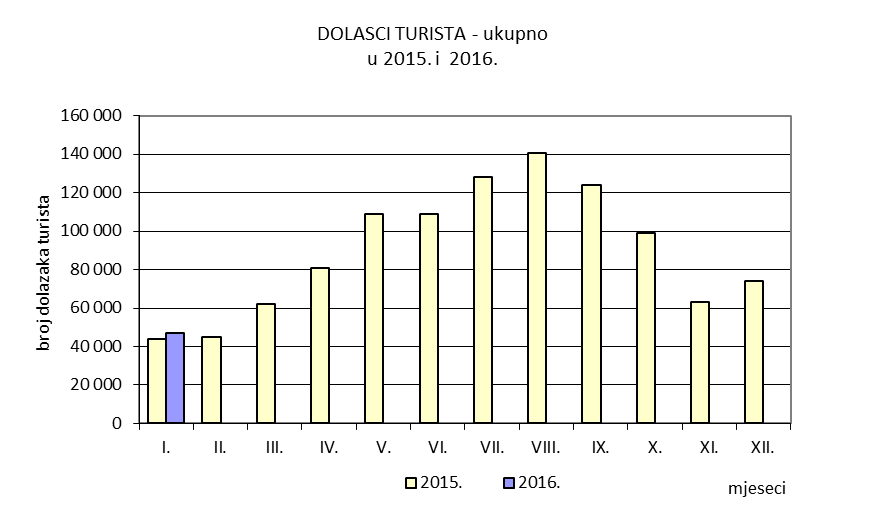 DOLASCI TURISTA - ukupno
u 2015. i 2016.
broj dolazaka turista
160 000
140 000
120 000
100 000
80 000
60 000
40 000
20 000
0
I. II. III. IV. V. VI. VII. VIII. IX. X. XI. XII.
2015. 2016.
mjeseci